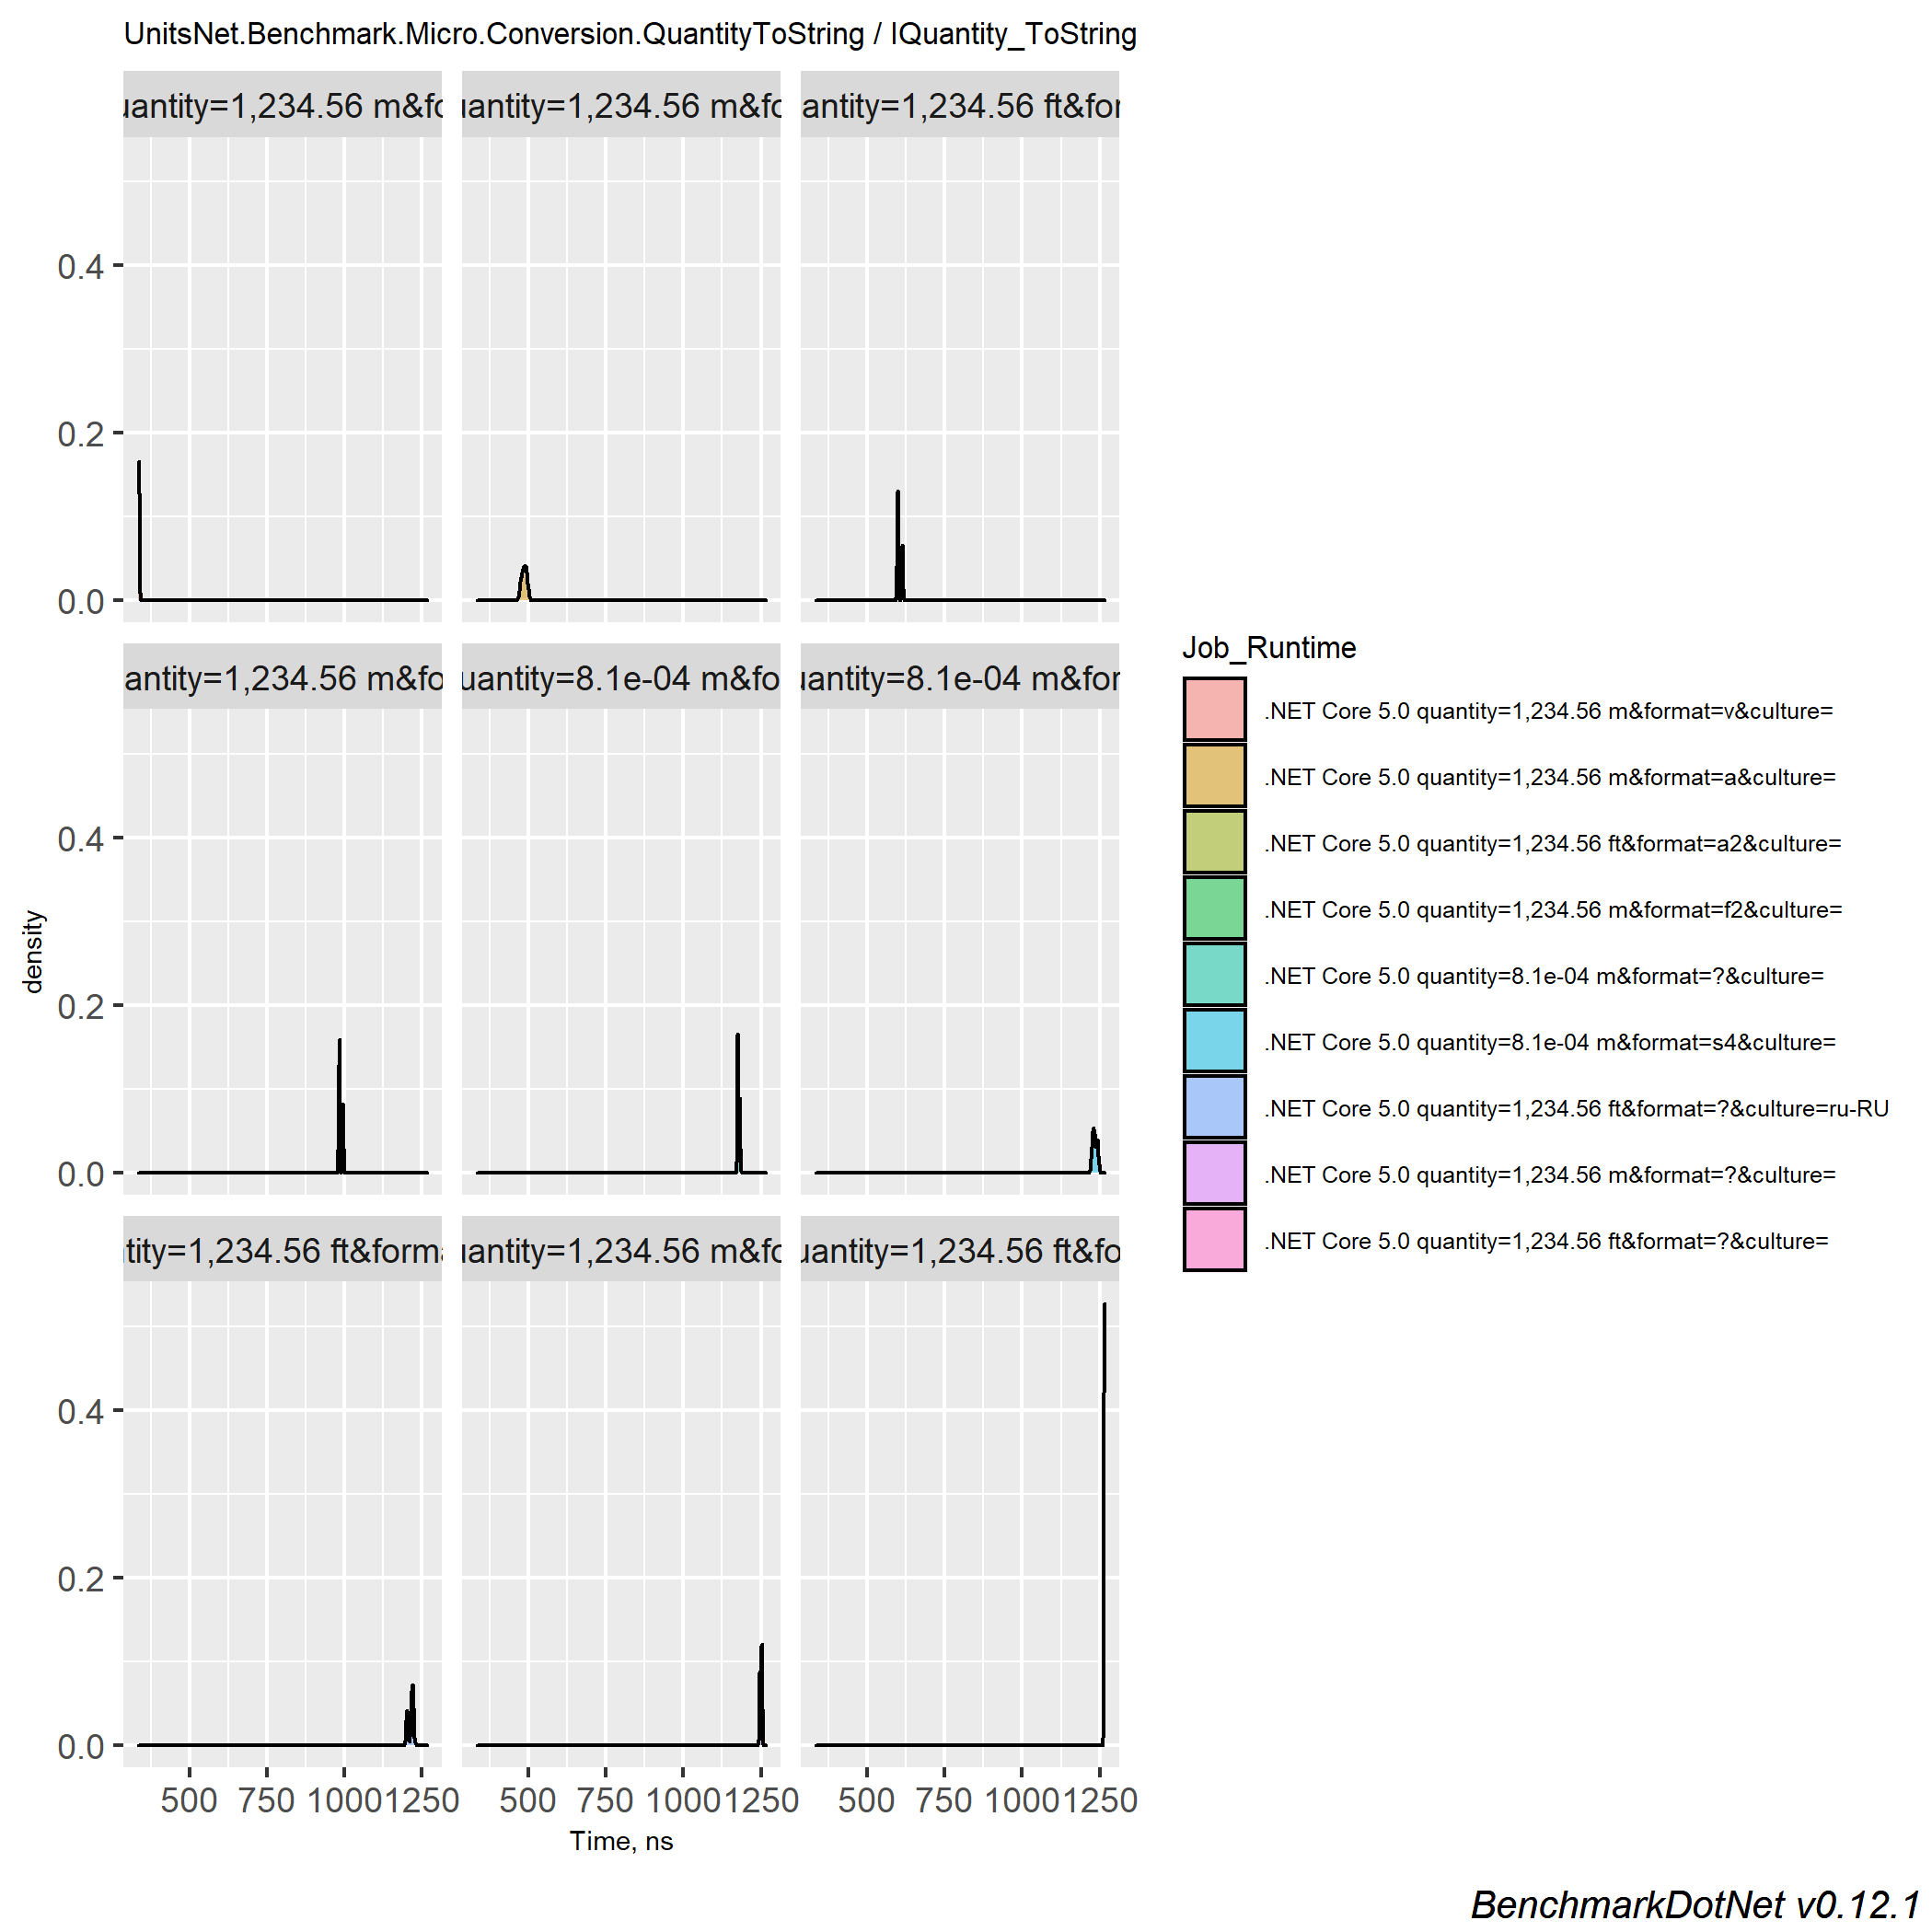 UnitsNet.Benchmark.Micro.Conversion.QuantityToString / IQuantity_ToString
uantity=1,234.56 m&fo
uantity=1,234.56 m&fo
antity=1,234.56 ft&for
0.4
0.2
0.0
antity=1,234.56 m&fo
uantity=8.1e-04 m&fo
uantity=8.1e-04 m&for
0.4
0.2
0.0
ntity=1,234.56 ft&forma
uantity=1,234.56 m&fo
uantity=1,234.56 ft&fo
0.4
0.2
0.0
500 750 1000 1250
500 750 1000 1250
500 750 1000 1250
Time, ns
density
Job_Runtime
.NET Core 5.0 quantity=1,234.56 m&format=v&culture=
.NET Core 5.0 quantity=1,234.56 m&format=a&culture=
.NET Core 5.0 quantity=1,234.56 ft&format=a2&culture=
.NET Core 5.0 quantity=1,234.56 m&format=f2&culture=
.NET Core 5.0 quantity=8.1e-04 m&format=?&culture=
.NET Core 5.0 quantity=8.1e-04 m&format=s4&culture=
.NET Core 5.0 quantity=1,234.56 ft&format=?&culture=ru-RU
.NET Core 5.0 quantity=1,234.56 m&format=?&culture=
.NET Core 5.0 quantity=1,234.56 ft&format=?&culture=
BenchmarkDotNet v0.12.1